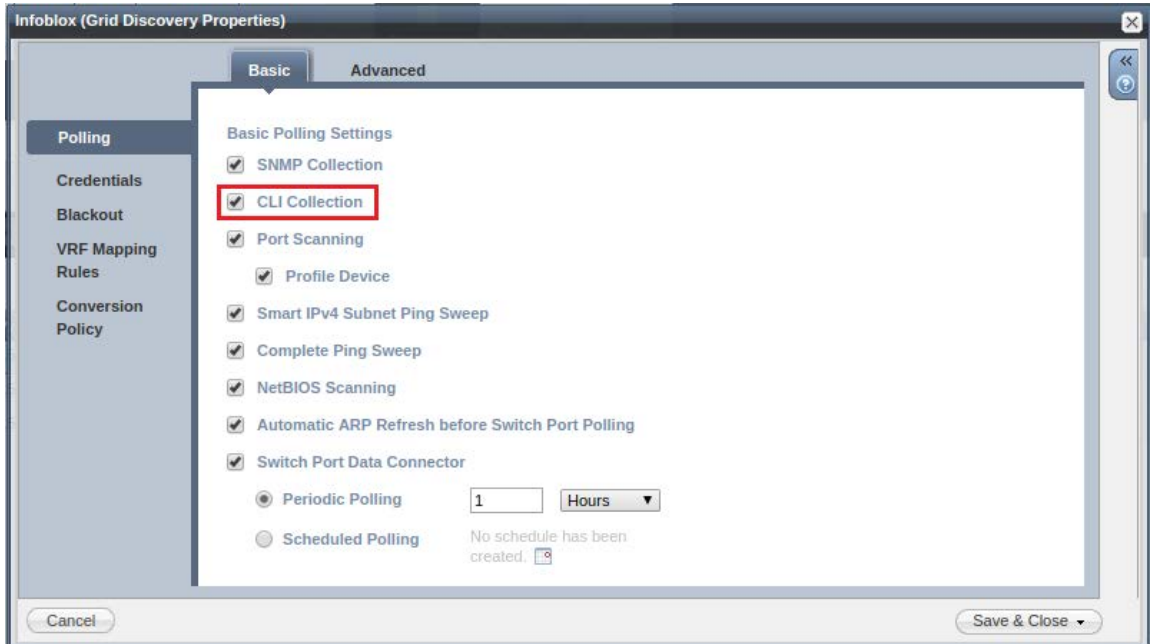 Infoblox (Grid Discovery Properties)
Basic
Advanced
Polling
Credentials
Blackout
VRF Mapping
Rules
Conversion
Policy
Basic Polling Settings
SNMP Collection
CLI Collection
Port Scanning
Profile Device
Smart IPv4 Subnet Ping Sweep
Complete Ping Sweep
NetBIOS Scanning
Automatic ARP Refresh before Switch Port Polling
Switch Port Data Connector
Periodic Polling 1 Hours
Scheduled Polling No schedule has been
created.
Cancel
Save & Close